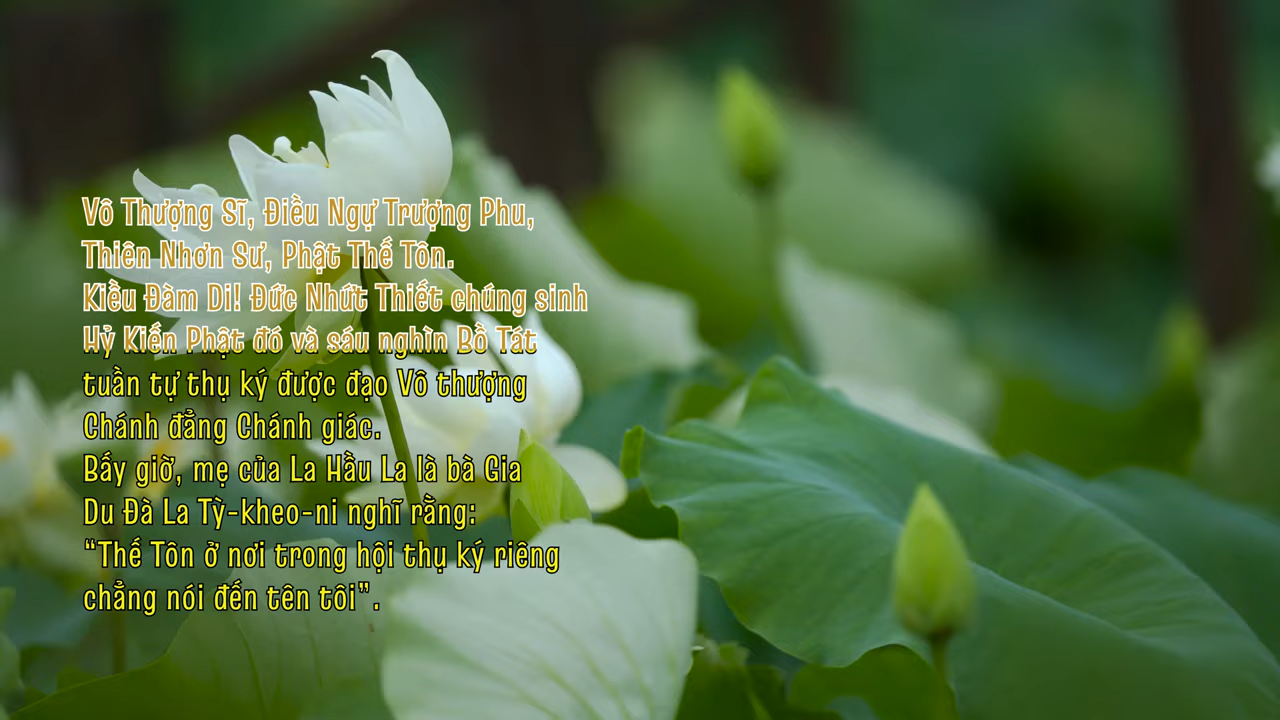 Vô Thượng Sĩ, Điều Ngự Trượng Phu,
Thiên Nhơn Sư, Phật Thế Tôn.
Kiều Đàm Di! Đức Nhứt Thiết chúng sinh
Hỷ Kiến Phật đó và sáu nghìn Bồ Tát
tuần tự thụ ký được đạo Vô thượng
Chánh đẳng Chánh giác.
Bấy giờ, mẹ của La Hầu La là bà Gia
Du Đà La Tỳ-kheo-ni nghĩ rằng:
“Thế Tôn ở nơi trong hội thụ ký riêng
chẳng nói đến tên tôi”.